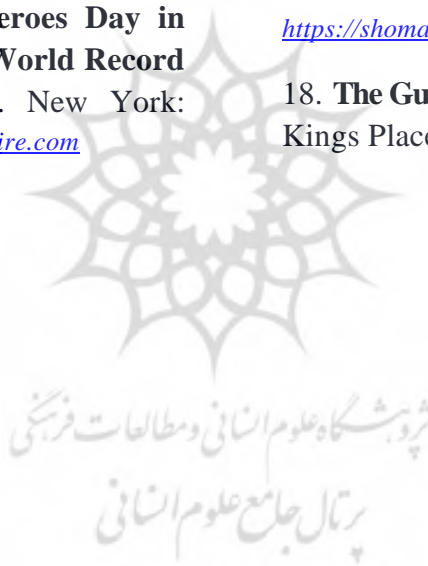 eroes Day in
World Record
. New York:
ire.com
https://shoma
18. The Gu
Kings Place
پژوهشگاه علوم انسانی و مطالعات فرهنگی
پرتال جامع علوم انسانی